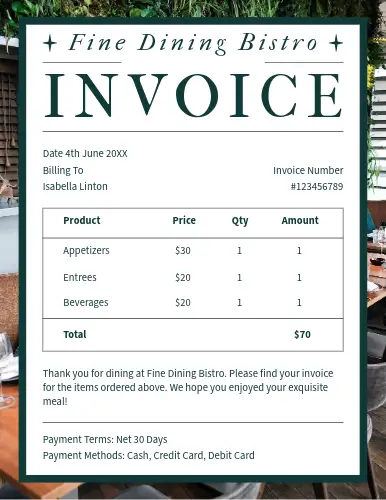 Fine Dining Bistro
INVOICE
Date 4th June 20XX
Billing To
Invoice Number
Isabella Linton
#123456789
Product Price Qty Amount
Appetizers $30 1 1
Entrees $20 1 1
Beverages $20 1 1
Total $70
Thank you for dining at Fine Dining Bistro. Please find your invoice
for the items ordered above. We hope you enjoyed your exquisite
meal!
Payment Terms: Net 30 Days
Payment Methods: Cash, Credit Card, Debit Card